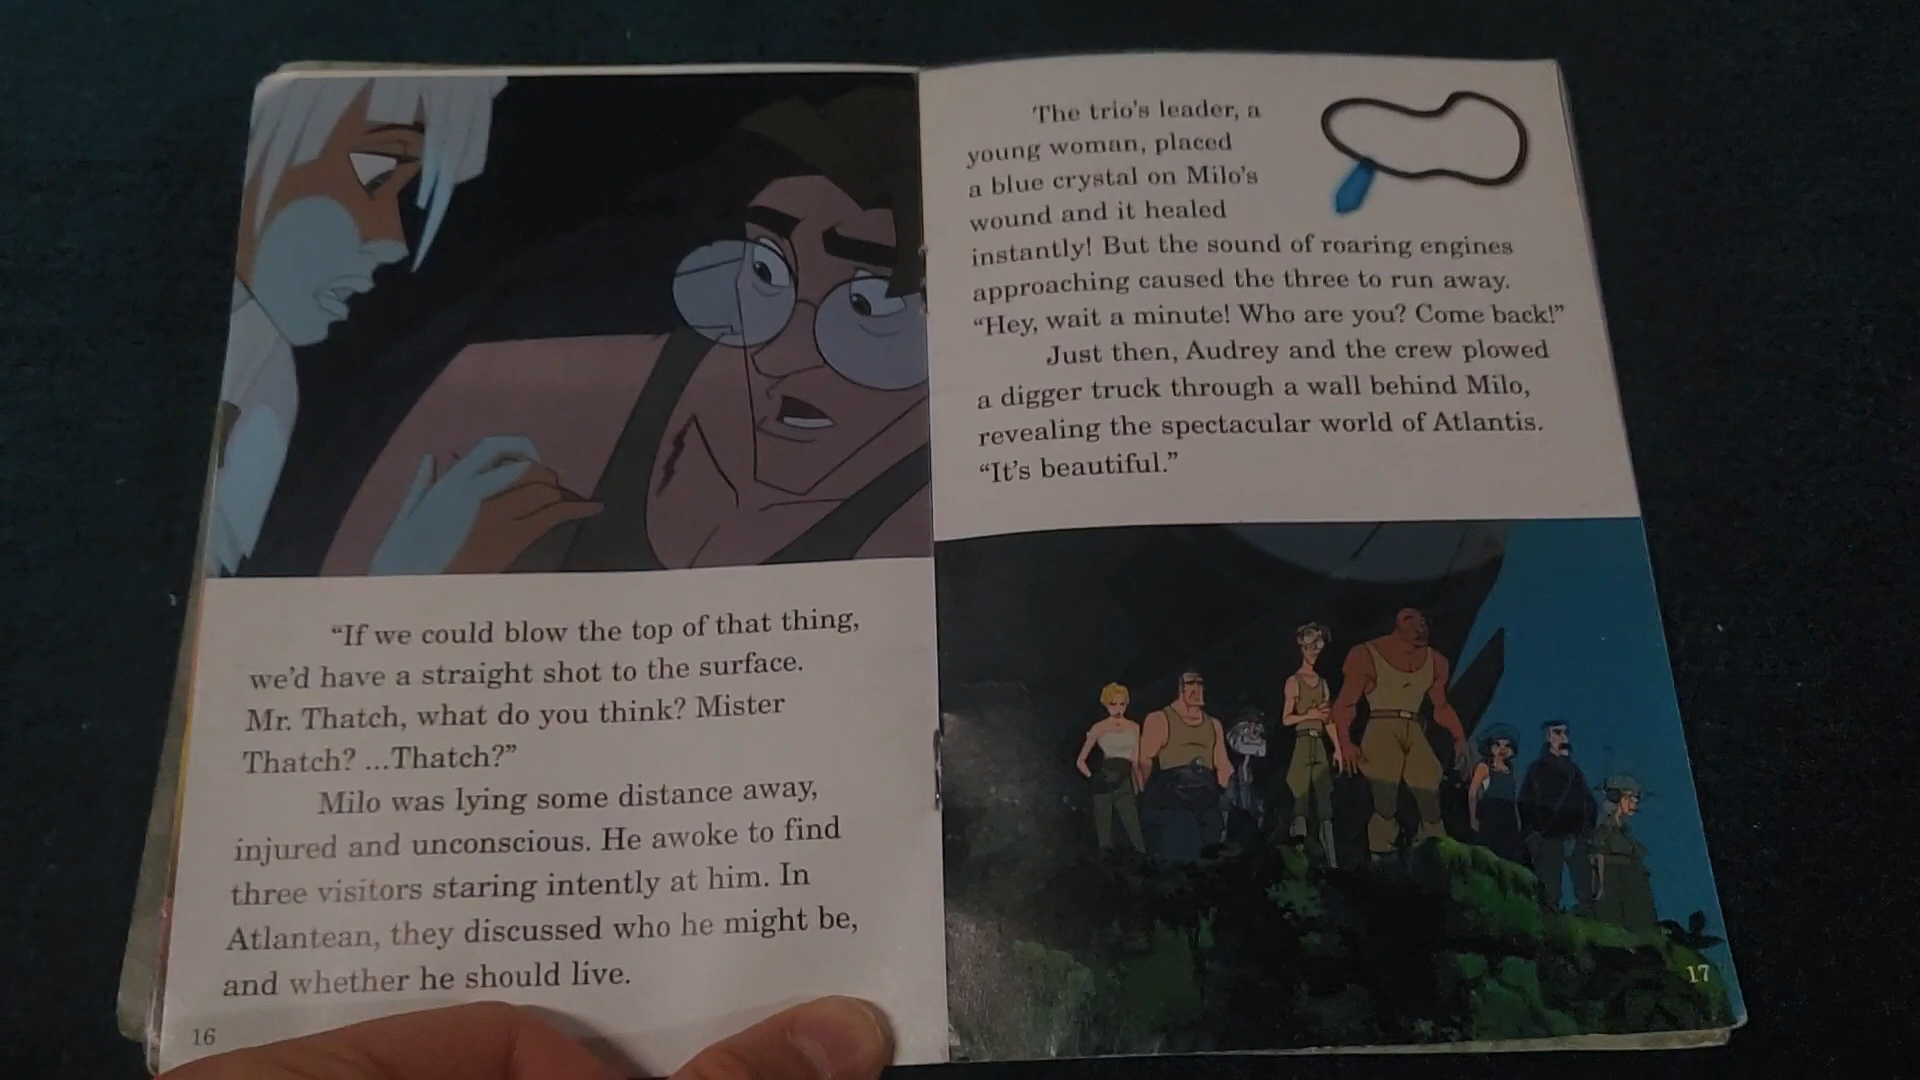 “If we could blow the top of that thing,
we’d have a straight shot to the surface.
Mr. Thatch, what do you think? Mister
Thatch? ...Thatch?”
Milo was lying some distance away,
injured and unconscious. He awoke to find
three visitors staring intently at him. In
Atlantean, they discussed who he might be,
and whether he should live.
16
The trio’s leader, a
young woman, placed
a blue crystal on Milo’s
wound and it healed
instantly! But the sound of roaring engines
approaching caused the three to run away.
“Hey, wait a minute! Who are you? Come back!”
Just then, Audrey and the crew plowed
a digger truck through a wall behind Milo,
revealing the spectacular world of Atlantis.
“It’s beautiful.”
17